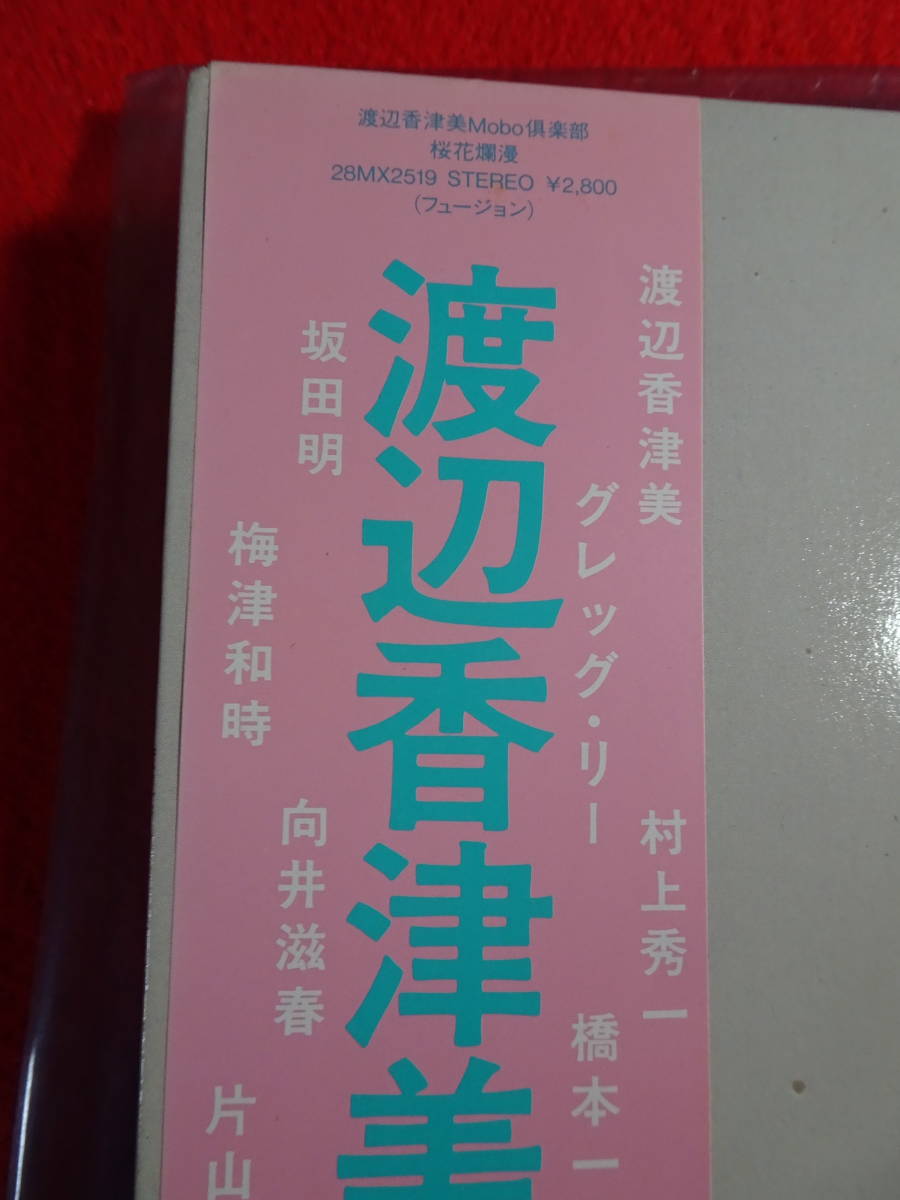 渡辺香津美Mobo倶楽部
桜花爛漫
28MX2519 STEREO ¥2,800
(フュージョン)
渡辺香津美
村上秀一
グレッグ・リー
橋本一
渡辺香津美
坂田明
向井滋春
梅津和時
片山